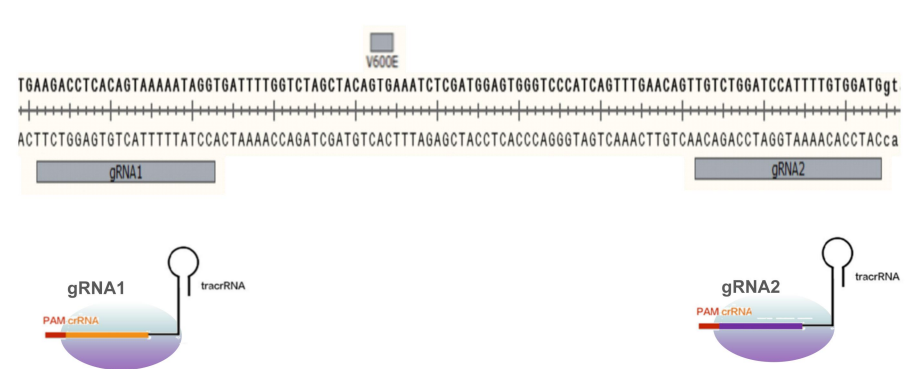 V600E
TGAAGACCTCACAGTAAAAATAGGTGATTTTGGTCTAGCTACAGTGAAATCTCGATGGAGTGGGTCCCATCAGTTTGAACAGTTGTCTGGATCCATTTTGTGGATGgt
ACTTCTGGAGTGTCATTTTTATCCACTAAAACCAGATCGATGTCACTTTAGAGCTACCTCACCCAGGGTAGTCAAACTTGTCAACAGACCTAGGTAAAACACCTACca
gRNA1 gRNA2
gRNA1 gRNA2
tracrRNA tracrRNA
PAM crRNA PAM crRNA